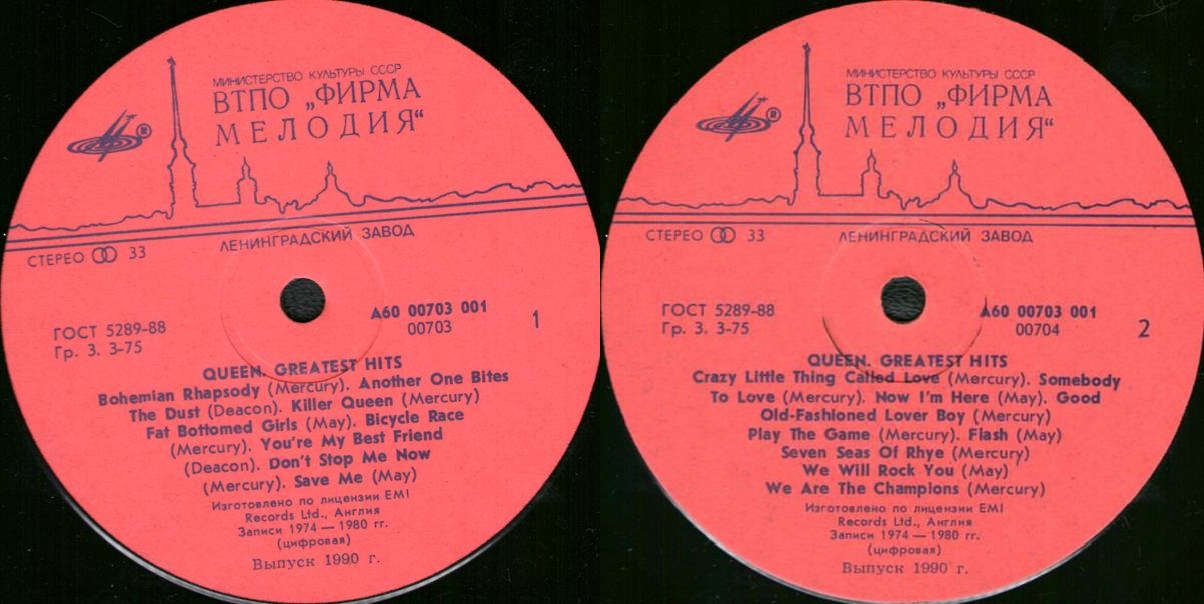 МИНИСТЕРСТВО КУЛЬТУРЫ СССР
ВТПО „ФИРМА
МЕЛОДИЯ“
®
СТЕРЕО 33
ЛЕНИНГРАДСКИЙ ЗАВОД
ГОСТ 5289-88
Гр. 3. 3-75
А60 00703 001
00703
1
QUEEN. GREATEST HITS
Bohemian Rhapsody (Mercury). Another One Bites
The Dust (Deacon). Killer Queen (Mercury)
Fat Bottomed Girls (May). Bicycle Race
(Mercury). You're My Best Friend
(Deacon). Don't Stop Me Now
(Mercury). Save Me (May)
Изготовлено по лицензии EMI
Records Ltd., Англия
Записи 1974 — 1980 гг.
(цифровая)
Выпуск 1990 г.
МИНИСТЕРСТВО КУЛЬТУРЫ СССР
ВТПО „ФИРМА
МЕЛОДИЯ“
®
СТЕРЕО 33
ЛЕНИНГРАДСКИЙ ЗАВОД
ГОСТ 5289-88
Гр. 3. 3-75
А60 00703 001
00704
2
QUEEN. GREATEST HITS
Crazy Little Thing Called Love (Mercury). Somebody
To Love (Mercury). Now I'm Here (May). Good
Old-Fashioned Lover Boy (Mercury)
Play The Game (Mercury). Flash (May)
Seven Seas Of Rhye (Mercury)
We Will Rock You (May)
We Are The Champions (Mercury)
Изготовлено по лицензии EMI
Records Ltd., Англия
Записи 1974 — 1980 гг.
(цифровая)
Выпуск 1990 г.